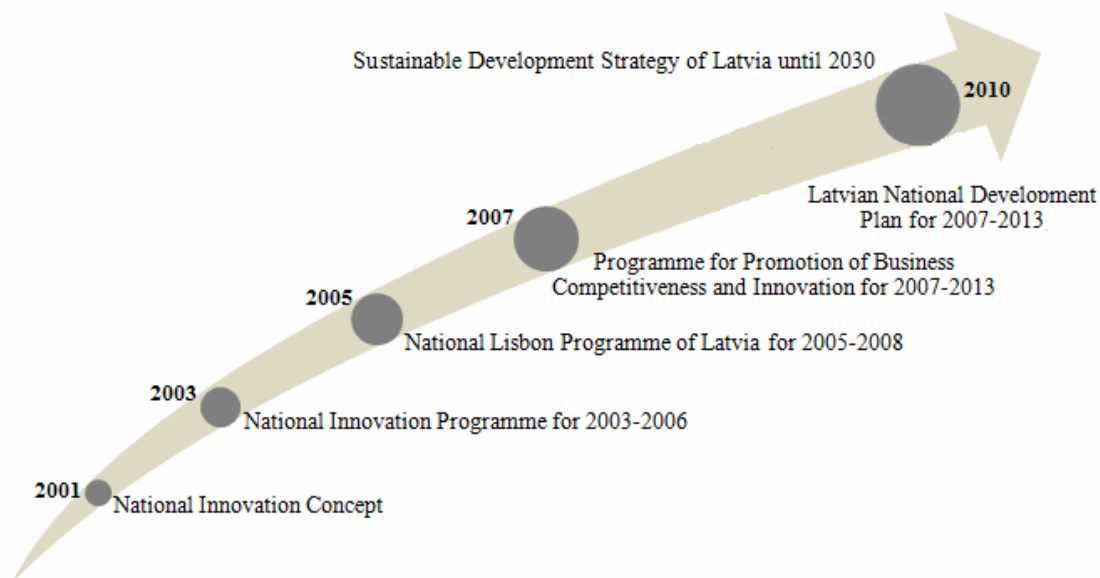 Sustainable Development Strategy of Latvia until 2030
2010
Latvian National Development
Plan for 2007-2013
2007
Programme for Promotion of Business
Competitiveness and Innovation for 2007-2013
2005
National Lisbon Programme of Latvia for 2005-2008
2003
National Innovation Programme for 2003-2006
2001
National Innovation Concept